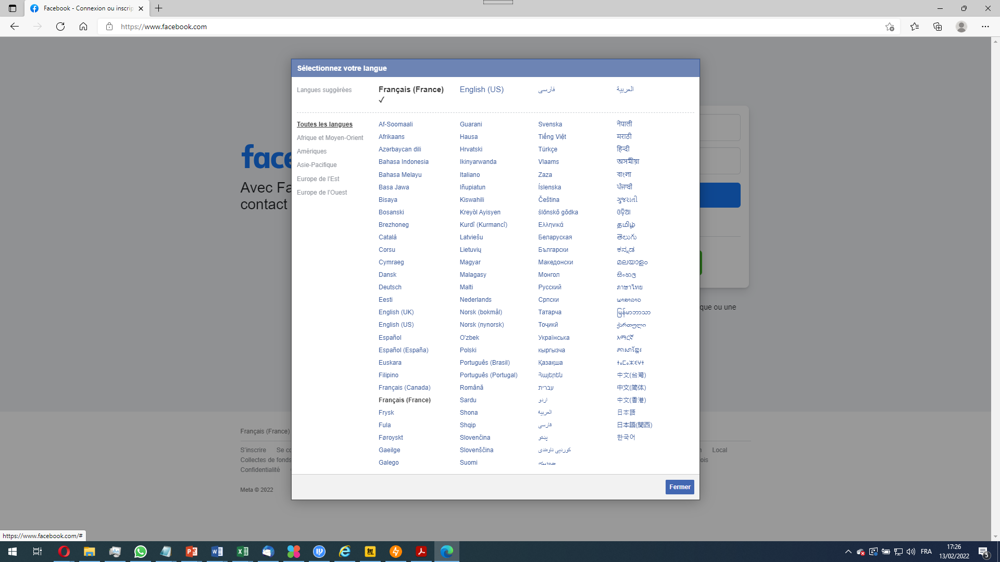 Facebook - Connexion ou inscrip
https://www.facebook.com
Sélectionnez votre langue
Langues suggérées
Français (France)
English (US)
فارسی
العربية
Toutes les langues
Afrique et Moyen-Orient
Amériques
Asie-Pacifique
Europe de l'Est
Europe de l'Ouest
Af-Soomaali
Afrikaans
Azərbaycan dili
Bahasa Indonesia
Bahasa Melayu
Basa Jawa
Bisaya
Bosanski
Brezhoneg
Català
Corsu
Cymraeg
Dansk
Deutsch
Eesti
English (UK)
English (US)
Español
Español (España)
Euskara
Filipino
Français (Canada)
Français (France)
Frysk
Fula
Føroyskt
Gaeilge
Galego
Guarani
Hausa
Hrvatski
Ikinyarwanda
Italiano
Iñupiatun
Kiswahili
Kreyòl Ayisyen
Kurdî (Kurmancî)
Latviešu
Lietuvių
Magyar
Malagasy
Malti
Nederlands
Norsk (bokmål)
Norsk (nynorsk)
O'zbek
Polski
Português (Brasil)
Português (Portugal)
Română
Sardu
Shona
Shqip
Slovenčina
Slovenščina
Suomi
Svenska
Tiếng Việt
Türkçe
Vlaams
Zaza
Íslenska
Čeština
ślōnskŏ gŏdka
Ελληνικά
Беларуская
Български
Македонски
Монгол
Русский
Српски
Татарча
Тоҷикӣ
Українська
кыргызча
Қазақша
Հայերեն
עברית
اردو
العربية
فارسی
پښتو
کوردیی ناوەندی
नेपाली
मराठी
हिन्दी
অসমীয়া
বাংলা
ਪੰਜਾਬੀ
ગુજરાતી
ଓଡ଼ିଆ
தமிழ்
తెలుగు
ಕನ್ನಡ
മലയാളം
සිංහල
ภาษาไทย
ພາສາລາວ
မြန်မာဘာသာ
ქართული
አማርኛ
ភាសាខ្មែរ
ⵜⴰⵎⴰⵣⵉⵖⵜ
中文(台灣)
中文(简体)
中文(香港)
日本語
日本語(関西)
한국어
Fermer
face
Avec Fa
contact
que ou une
Français (France)
S'inscrire
Se co
Local
Collectes de fonds
ois
Confidentialité
Meta © 2022
https://www.facebook.com/#
FRA
17:26
13/02/2022
5